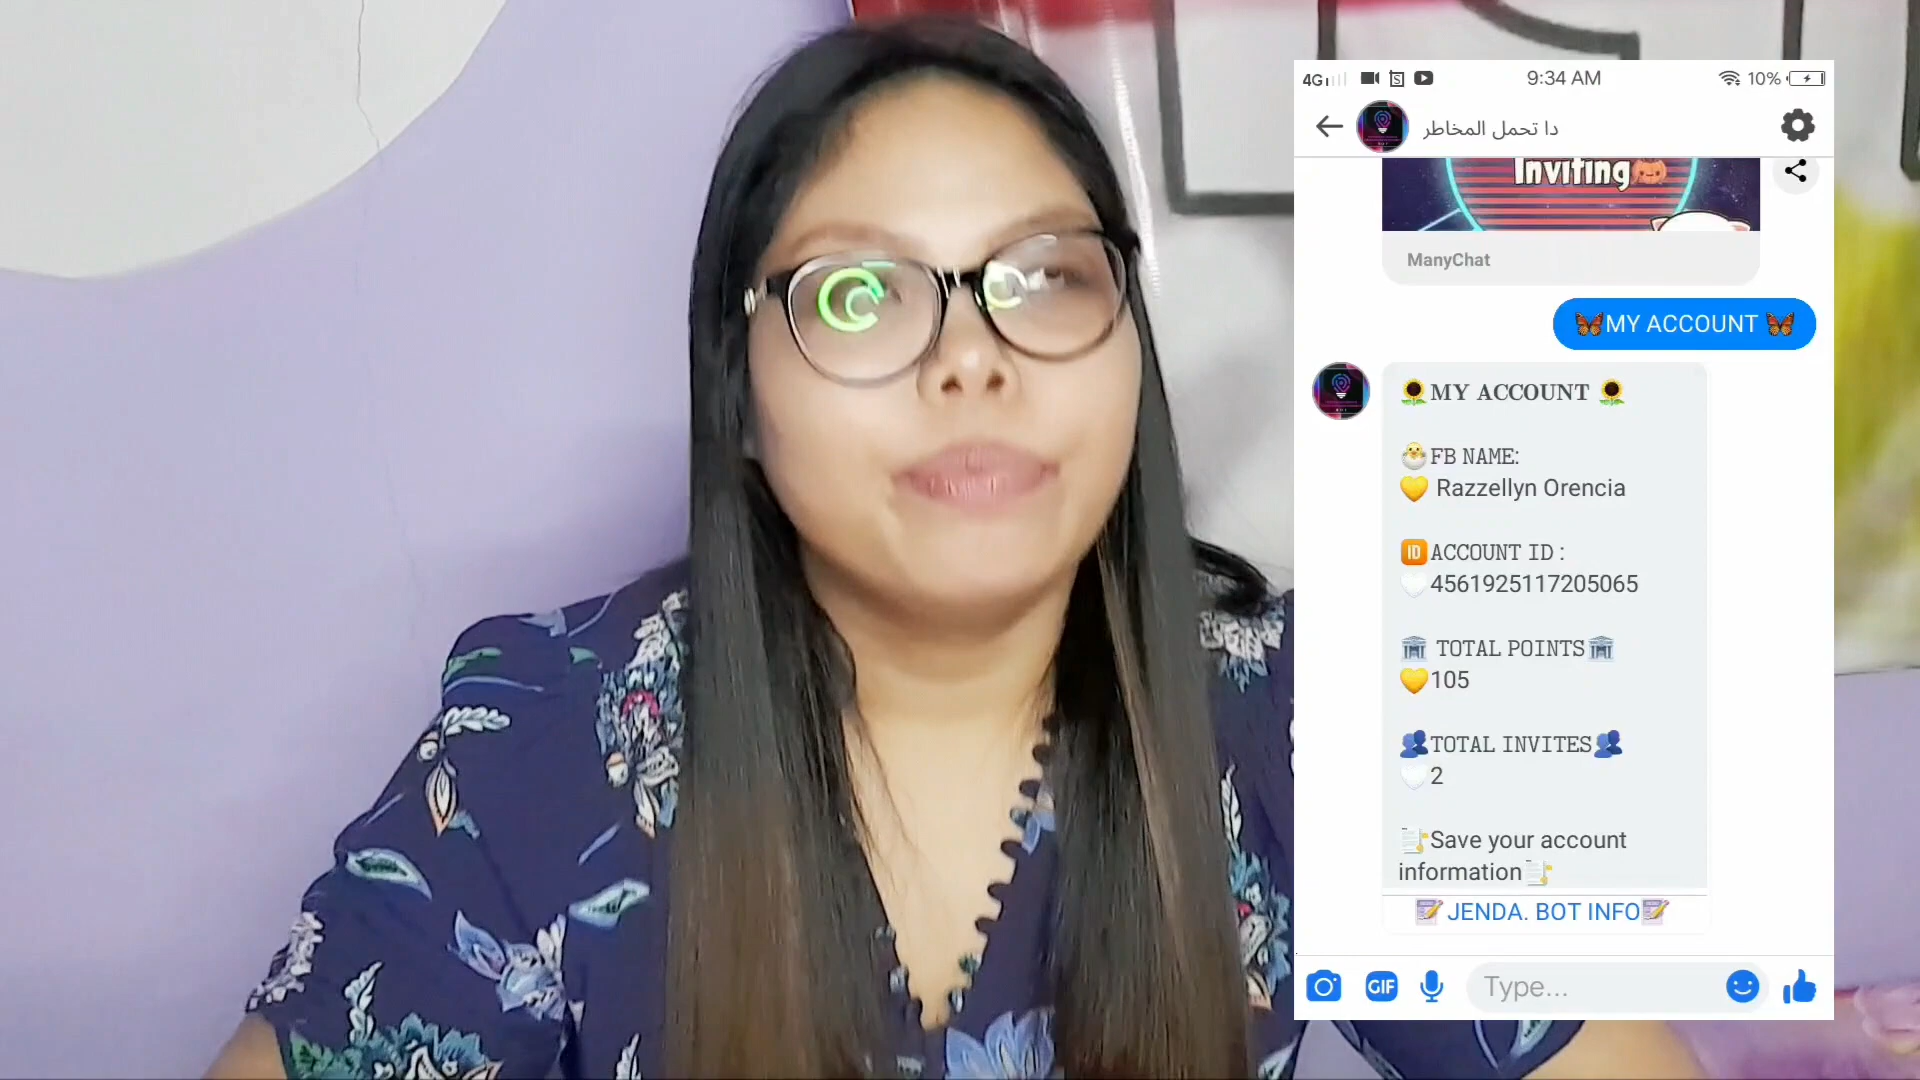 4G
9:34 AM
10%
دا تحمل المخاطر
Inviting
ManyChat
🦋MY ACCOUNT 🦋
🌻MY ACCOUNT 🌻
🐣FB NAME:
💛 Razzellyn Orencia
🆔ACCOUNT ID :
🤍4561925117205065
🏛 TOTAL POINTS🏛
💛105
👥TOTAL INVITES👥
🤍2
📑Save your account
information📑
📝JENDA. BOT INFO📝
GIF
Type...